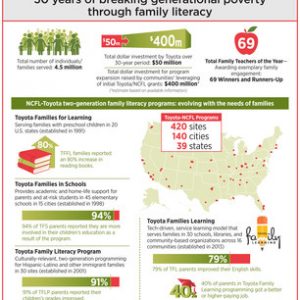 30 years of breaking generational poverty
through family literacy
$50m
$400m
69
Total number of individuals/
families served: 4.5 million
Total dollar investment by Toyota over
30-year period: $50 million
Total dollar investment for program
expansion raised by communities' leveraging
of initial Toyota/NCFL grants: $400 million*
Total Family Teachers of the Year—
Awarding exemplary family
engagement:
69 Winners and Runners-Up
NCFL-Toyota two-generation family literacy programs: evolving with the needs of families
Toyota Families for Learning
Serving families with preschool children in 20
U.S. states (established in 1991)
80%
TFFL families reported
an 80% increase in
reading books.
Toyota-NCFL Programs
420 sites
140 cities
39 states
Toyota Families in Schools
Provides academic and home-life support for
parents and at-risk students in 45 elementary
schools in 15 cities (established in 1998)
94%
94% of TFS parents reported they are more
involved in their children's education as a
result of the program.
Toyota Family Literacy Program
Culturally-relevant, two-generation programming
for Hispanic-Latino and other immigrant families
in 30 sites (established in 2001)
91%
91% of TFLP parents reported their
children's grades improved.
Toyota Families Learning
Tech-driven, service learning model that
serves families in 30 schools, libraries, and
community-based organizations across 16
communities (established in 2013)
family
LEARNING
79%
79% of TFL parents improved their English skills.
40%
40% of parents in Toyota Family
Learning programming got a better
or higher paying job.